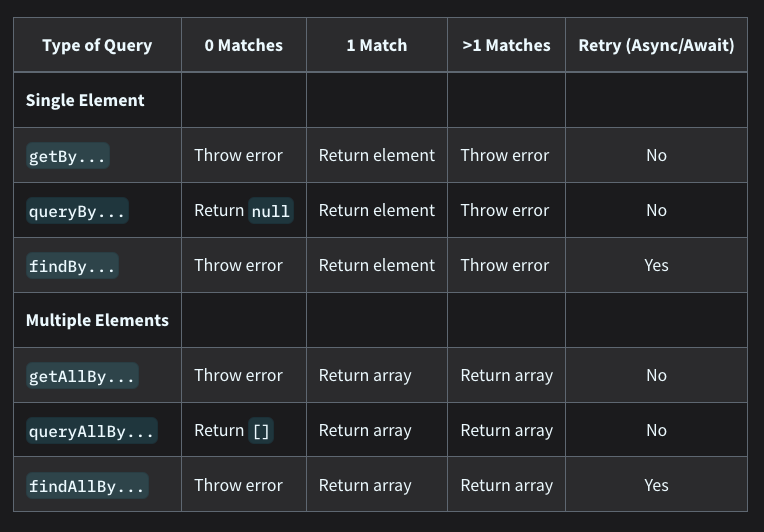 Type of Query 0 Matches 1 Match >1 Matches Retry (Async/Await)
Single Element
getBy... Throw error Return element Throw error No
queryBy... Return null Return element Throw error No
findBy... Throw error Return element Throw error Yes
Multiple Elements
getAllBy... Throw error Return array Return array No
queryAllBy... Return [] Return array Return array No
findAllBy... Throw error Return array Return array Yes